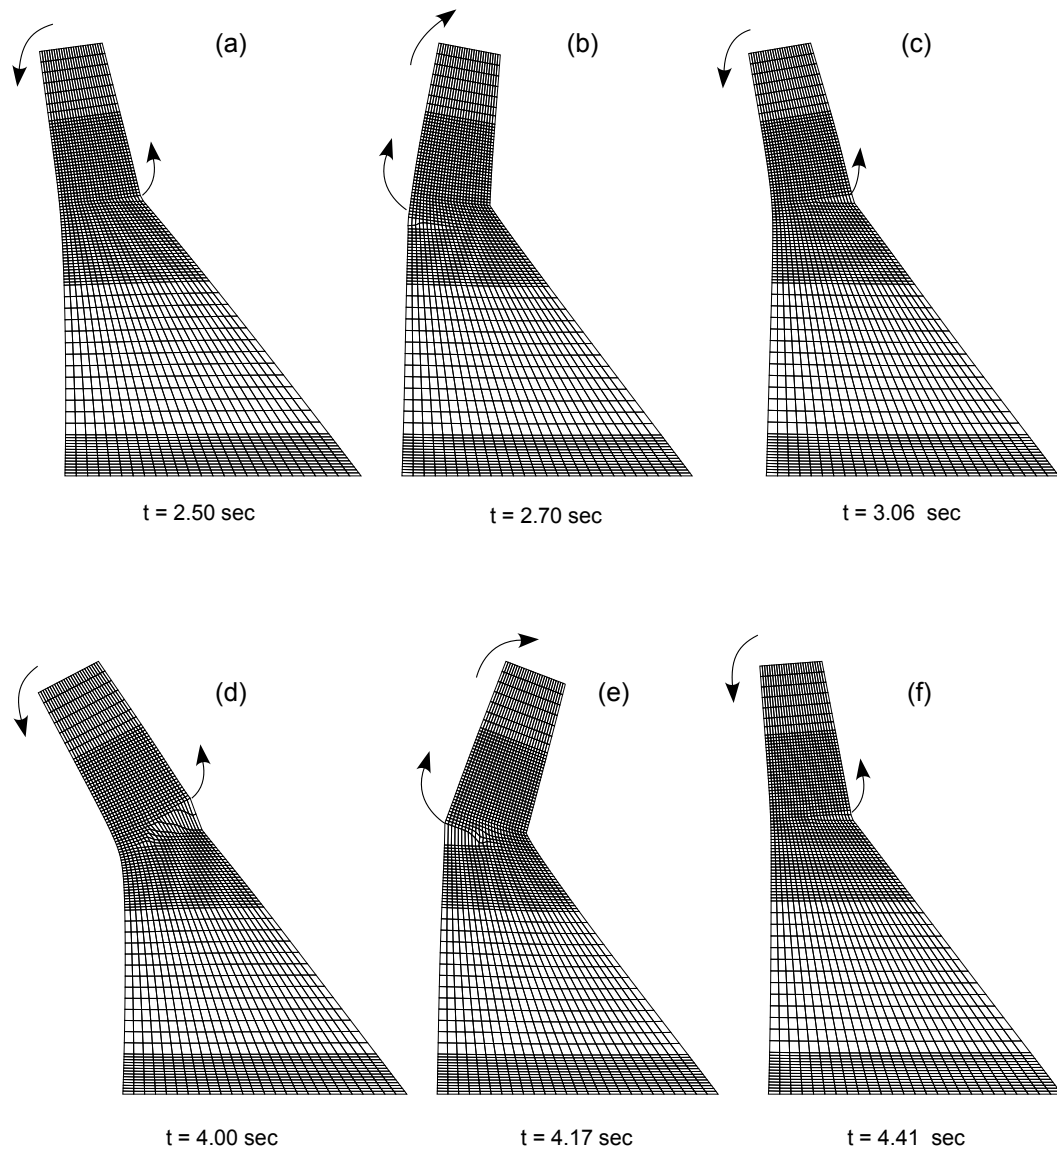 (a)
(b)
(c)
t = 2.50 sec
t = 2.70 sec
t = 3.06 sec
(d)
(e)
(f)
t = 4.00 sec
t = 4.17 sec
t = 4.41 sec